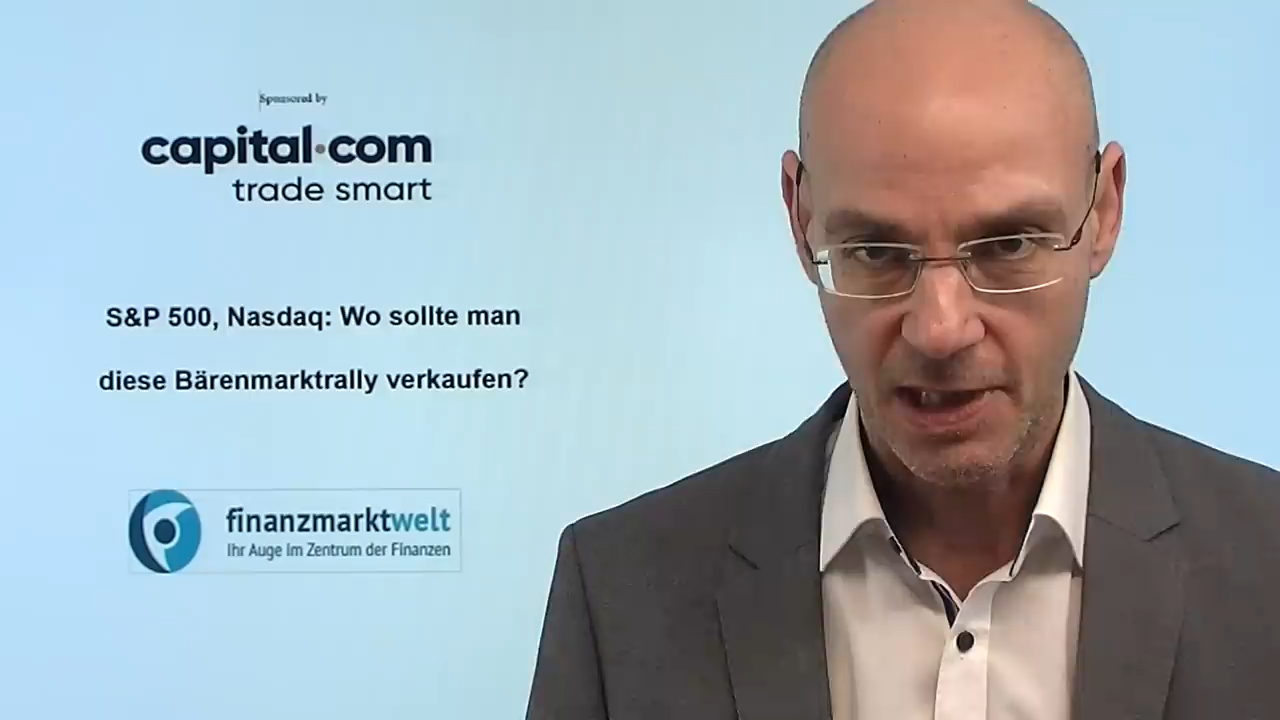 Sponsored by
capital.com
trade smart
S&P 500, Nasdaq: Wo sollte man
diese Bärenmarktrally verkaufen?
finanzmarktwelt
Ihr Auge im Zentrum der Finanzen